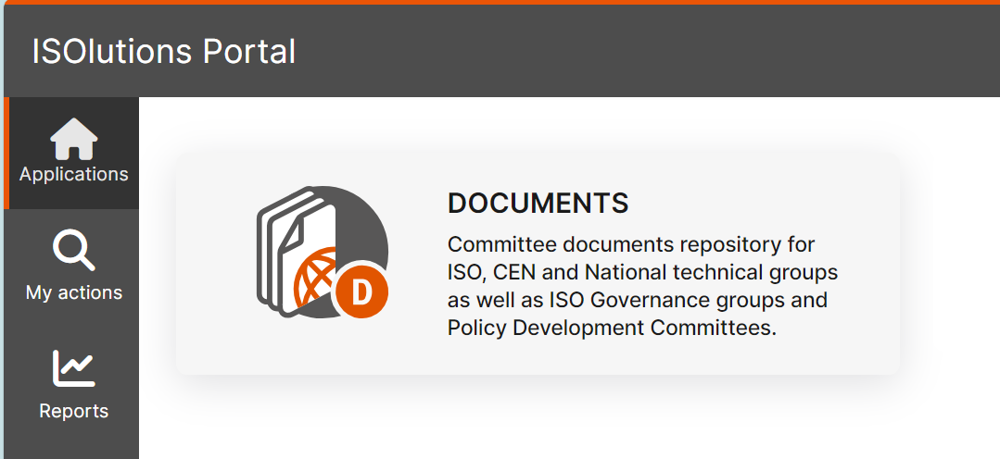 ISOlutions Portal
Applications
My actions
Reports
DOCUMENTS
Committee documents repository for
ISO, CEN and National technical groups
as well as ISO Governance groups and
Policy Development Committees.
D